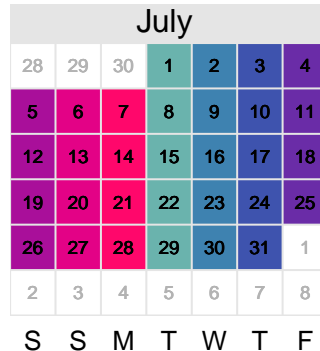 July
28 29 30 1 2 3 4
5 6 7 8 9 10 11
12 13 14 15 16 17 18
19 20 21 22 23 24 25
26 27 28 29 30 31 1
2 3 4 5 6 7 8
S S M T W T F